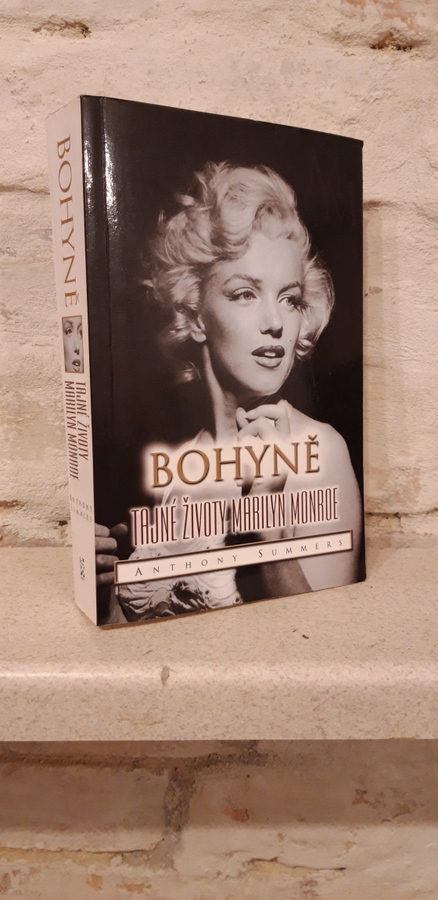 BOHYNĚ
TAJNÉ ŽIVOTY MARILYN MONROE
ANTHONY SUMMERS
BOHYNĚ
TAJNÉ ŽIVOTY
MARILYN MONROE
ANTHONY
SUMMERS